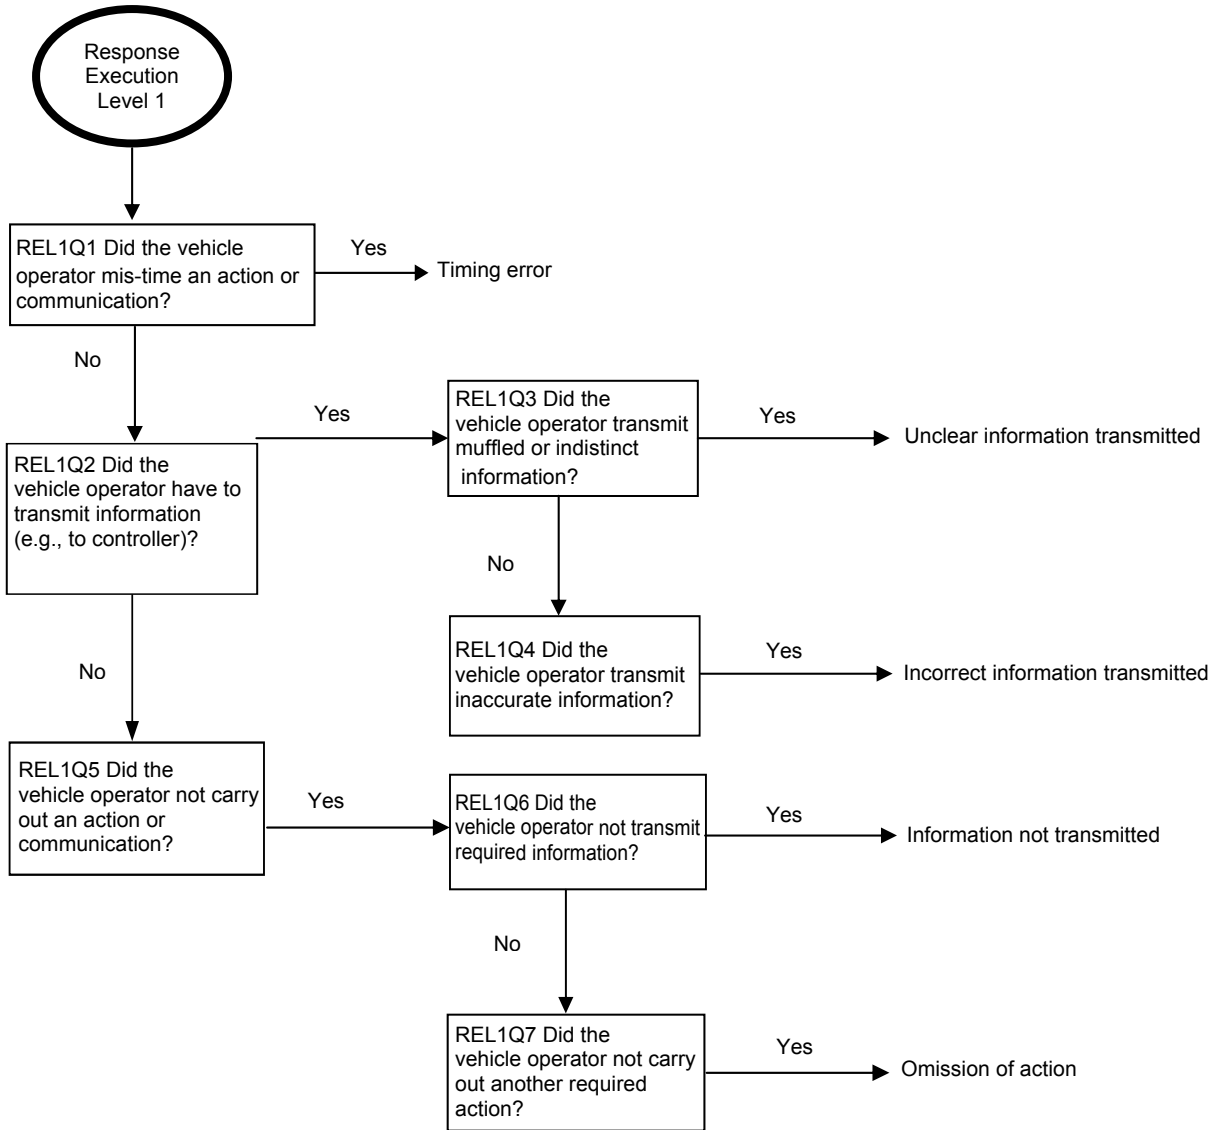 Response
Execution
Level 1
REL1Q1 Did the vehicle
operator mis-time an action or
communication?
Yes
Timing error
No
REL1Q2 Did the
vehicle operator have to
transmit information
(e.g., to controller)?
Yes
REL1Q3 Did the
vehicle operator transmit
muffled or indistinct
information?
Yes
Unclear information transmitted
No
REL1Q4 Did the
vehicle operator transmit
inaccurate information?
Yes
Incorrect information transmitted
No
REL1Q5 Did the
vehicle operator not carry
out an action or
communication?
Yes
REL1Q6 Did the
vehicle operator not transmit
required information?
Yes
Information not transmitted
No
REL1Q7 Did the
vehicle operator not carry
out another required
action?
Yes
Omission of action